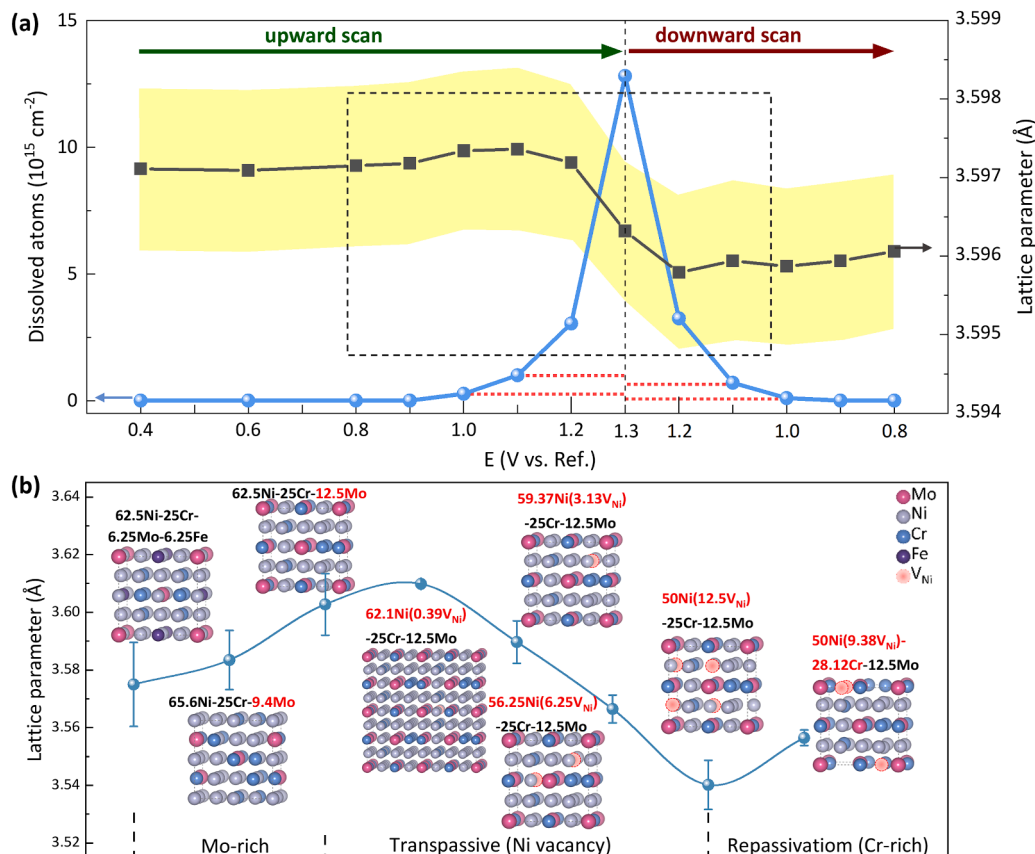 (a)
upward scan
downward scan
15
10
5
0
Dissolved atoms (10¹⁵ cm⁻²)
3.599
3.598
3.597
3.596
3.595
3.594
Lattice parameter (Å)
0.4 0.6 0.8 1.0 1.2 1.3 1.2 1.0 0.8
E (V vs. Ref.)
(b)
3.64
3.62
3.60
3.58
3.56
3.54
3.52
Lattice parameter (Å)
62.5Ni-25Cr-
6.25Mo-6.25Fe
62.5Ni-25Cr-12.5Mo
65.6Ni-25Cr-9.4Mo
62.1Ni(0.39V_Ni)
-25Cr-12.5Mo
59.37Ni(3.13V_Ni)
-25Cr-12.5Mo
56.25Ni(6.25V_Ni)
-25Cr-12.5Mo
50Ni(12.5V_Ni)
-25Cr-12.5Mo
50Ni(9.38V_Ni)-
28.12Cr-12.5Mo
Mo
Ni
Cr
Fe
V_Ni
Mo-rich
Transpassive (Ni vacancy)
Repassivatiom (Cr-rich)